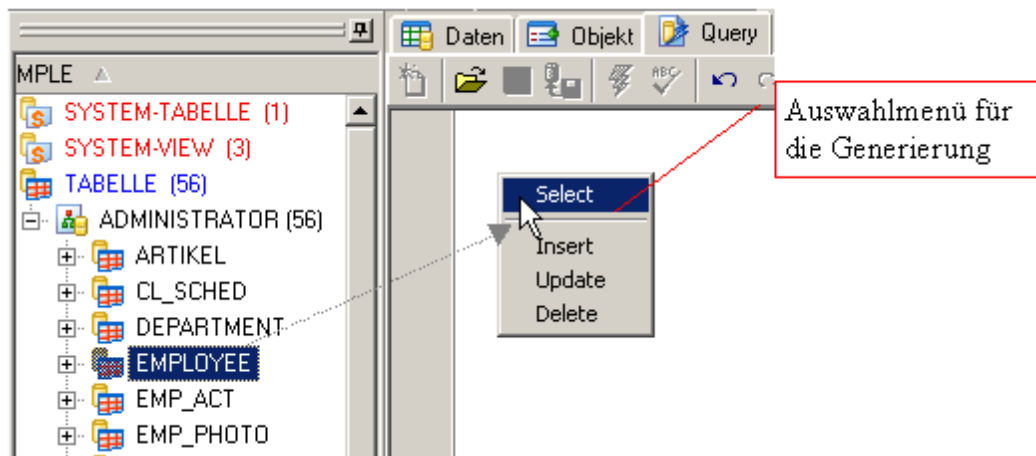 MPLE
SYSTEM-TABELLE (1)
SYSTEM-VIEW (3)
TABELLE (56)
ADMINISTRATOR (56)
ARTIKEL
CL_SCHED
DEPARTMENT
EMPLOYEE
EMP_ACT
EMP_PHOTO
Daten Objekt Query
ABC
Select
Insert
Update
Delete
Auswahlmenü für
die Generierung